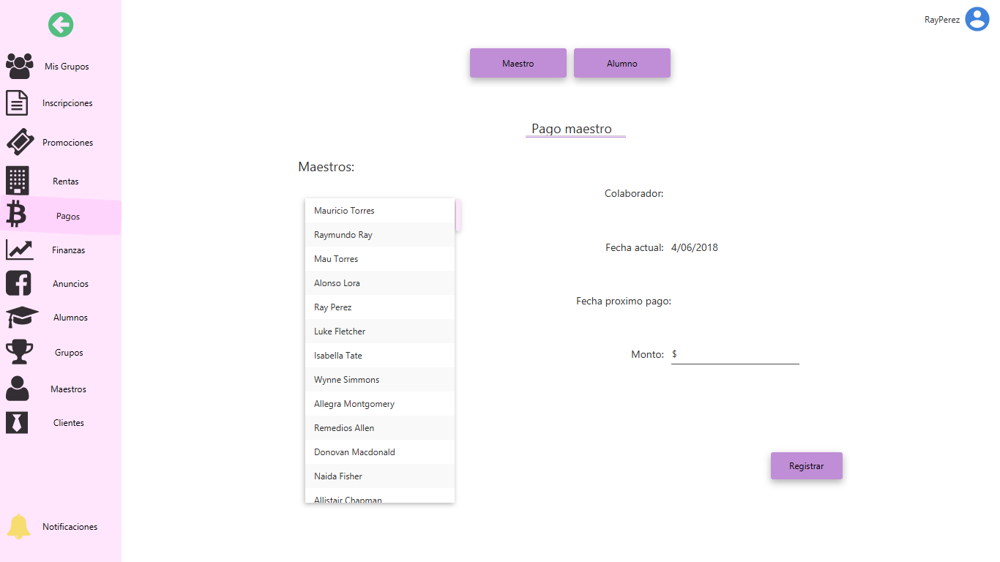 RayPerez
Mis Grupos
Inscripciones
Promociones
Rentas
Pagos
Finanzas
Anuncios
Alumnos
Grupos
Maestros
Clientes
Notificaciones
Maestro
Alumno
Pago maestro
Maestros:
Mauricio Torres
Raymundo Ray
Mau Torres
Alonso Lora
Ray Perez
Luke Fletcher
Isabella Tate
Wynne Simmons
Allegra Montgomery
Remedios Allen
Donovan Macdonald
Naida Fisher
Allistair Chapman
Colaborador:
Fecha actual: 4/06/2018
Fecha proximo pago:
Monto: $
Registrar